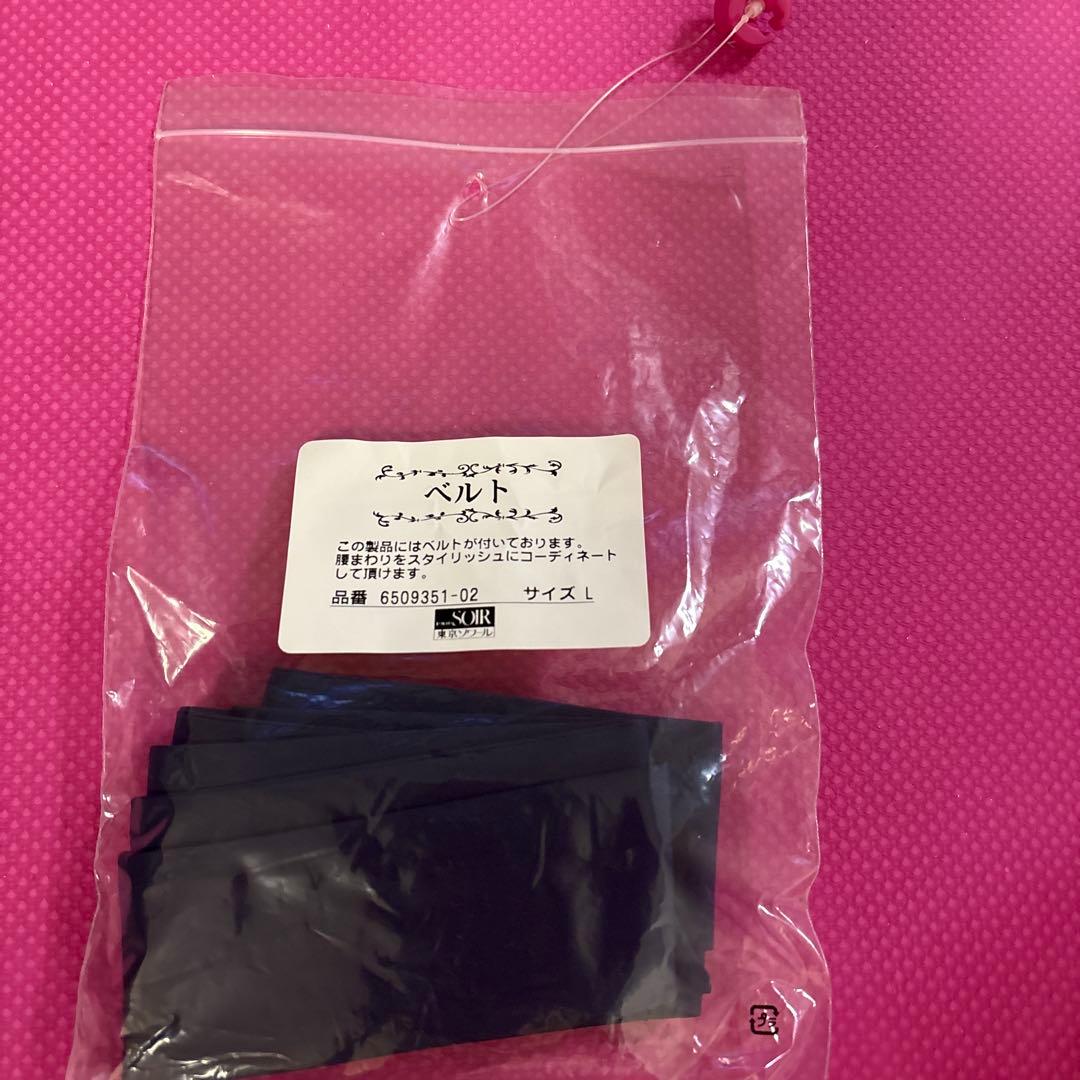 ベルト
この製品にはベルトが付いております。
腰まわりをスタイリッシュにコーディネート
して頂けます。
品番 6509351-02 サイズ L
SOIR
東京ソワール
プラ